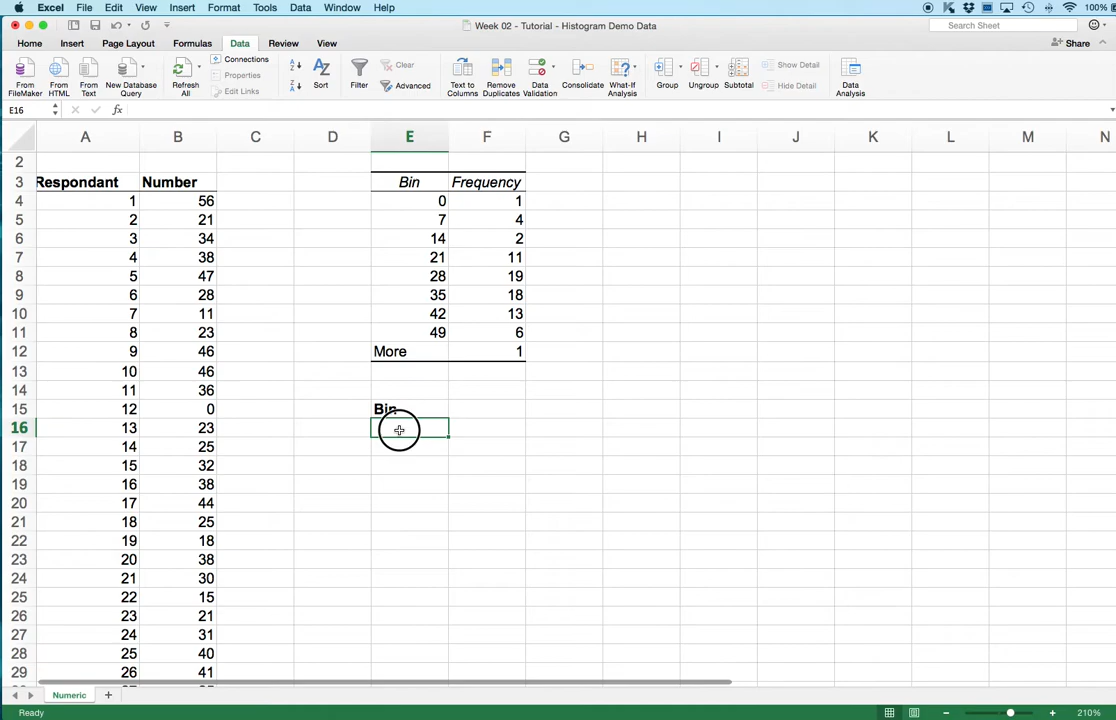 Excel File Edit View Insert Format Tools Data Window Help 100%
Week 02 - Tutorial - Histogram Demo Data
Search Sheet
Home Insert Page Layout Formulas Data Review View
Share
From FileMaker
From HTML
From Text
New Database Query
Refresh All
Connections
Properties
Edit Links
Sort
Filter
Clear
Advanced
Text to Columns
Remove Duplicates
Data Validation
Consolidate
What-If Analysis
Group
Ungroup
Subtotal
Show Detail
Hide Detail
Data Analysis
E16 fx
A B C D E F G H I J K L M N
2
3 Respondant Number Bin Frequency
4 1 56 0 1
5 2 21 7 4
6 3 34 14 2
7 4 38 21 11
8 5 47 28 19
9 6 28 35 18
10 7 11 42 13
11 8 23 49 6
12 9 46 More 1
13 10 46
14 11 36
15 12 0 Bin
16 13 23
17 14 25
18 15 32
19 16 38
20 17 44
21 18 25
22 19 18
23 20 38
24 21 30
25 22 15
26 23 21
27 24 31
28 25 40
29 26 41
Numeric
Ready 210%